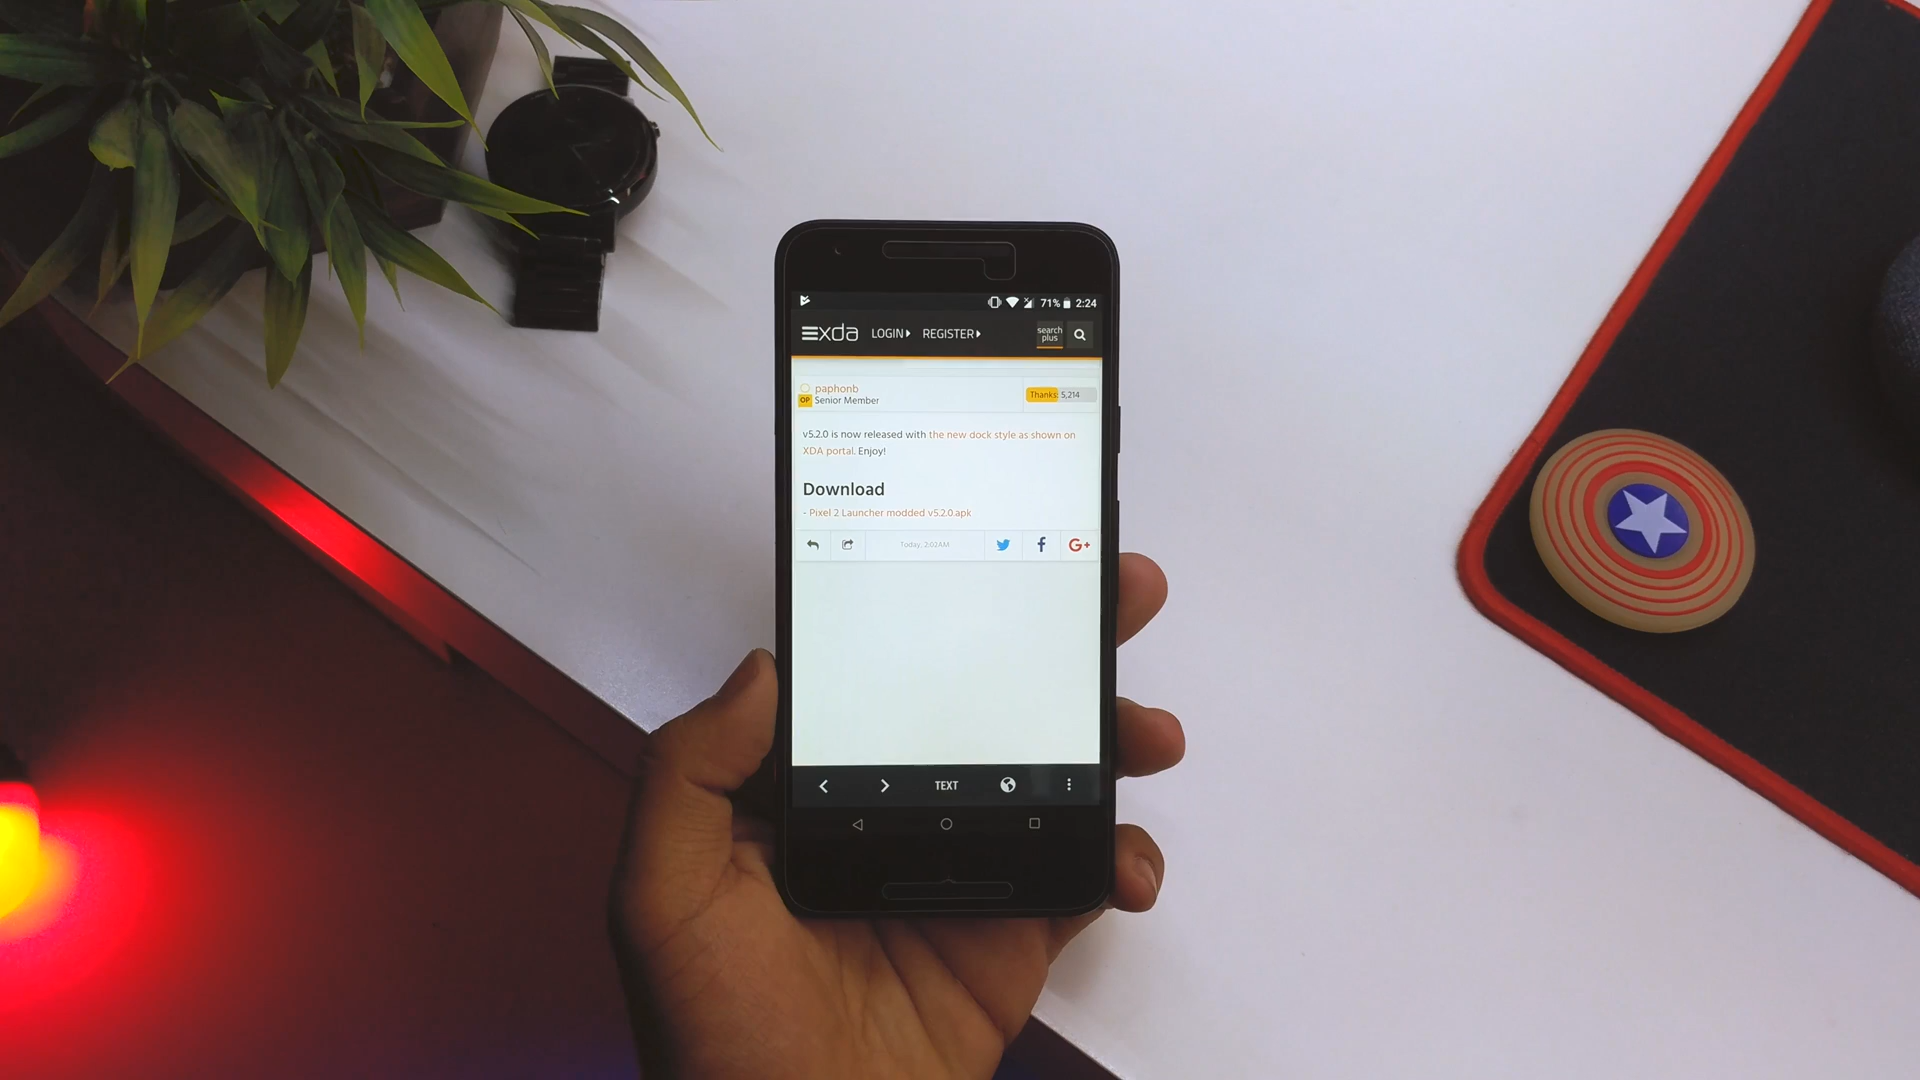 71% 2:24
xda LOGIN REGISTER search plus
paphonb
OP Senior Member
Thanks: 5,214
v5.2.0 is now released with the new dock style as shown on
XDA portal. Enjoy!
Download
- Pixel 2 Launcher modded v5.2.0.apk
Today, 2:02AM
G+
TEXT